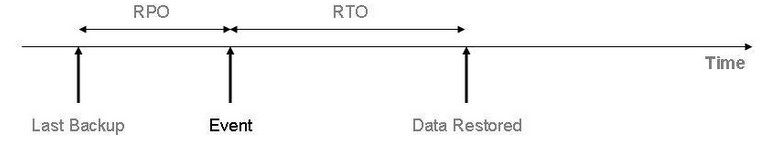 RPO
RTO
Time
Last Backup
Event
Data Restored